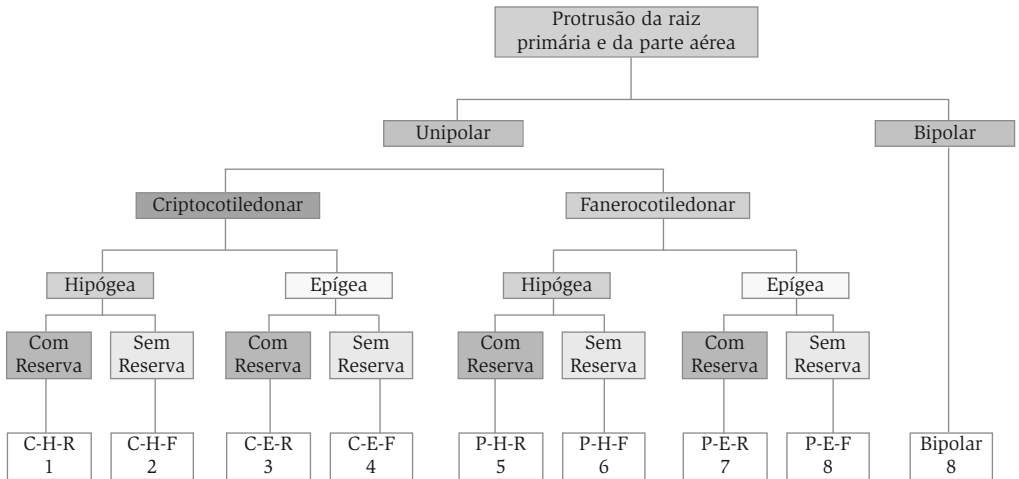 Protrusão da raiz
primária e da parte aérea
Unipolar
Bipolar
Criptocotiledonar
Fanerocotiledonar
Hipógea
Epígea
Hipógea
Epígea
Com
Reserva
Sem
Reserva
Com
Reserva
Sem
Reserva
Com
Reserva
Sem
Reserva
Com
Reserva
Sem
Reserva
C-H-R
1
C-H-F
2
C-E-R
3
C-E-F
4
P-H-R
5
P-H-F
6
P-E-R
7
P-E-F
8
Bipolar
8